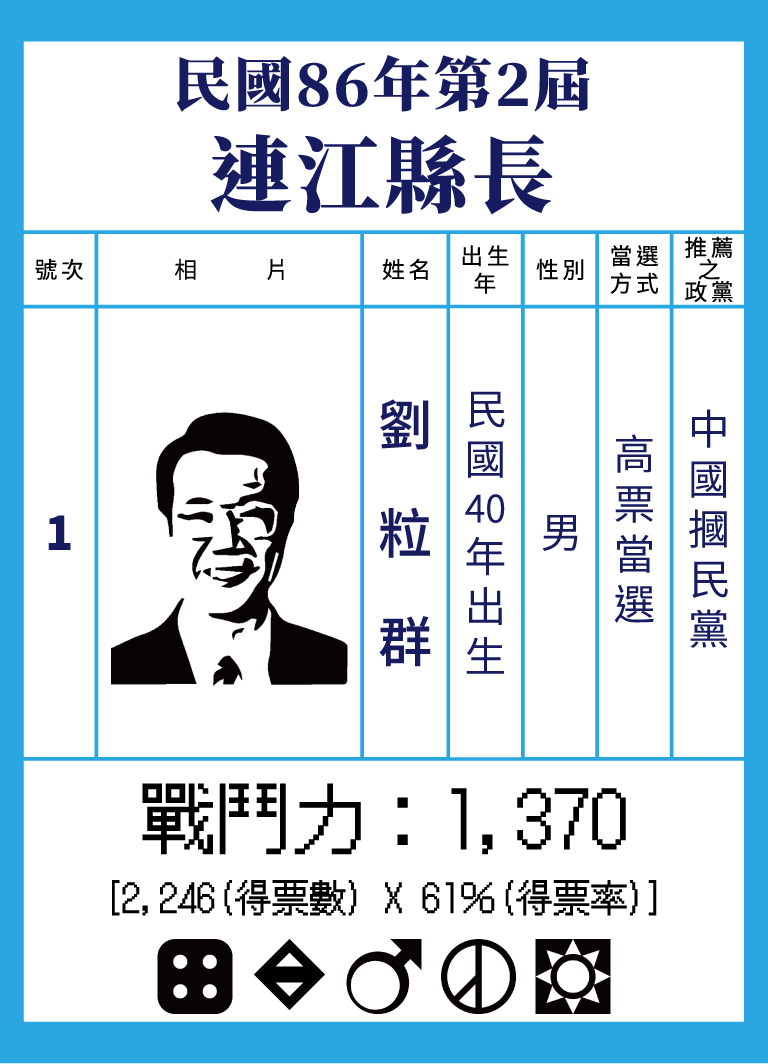 民國86年第2屆
連江縣長
號次
相片
姓名
出生年
性別
當選方式
推薦之政黨
1
劉粒群
民國40年出生
男
高票當選
中國摑民黨
戰鬥力：1,370
[2,246(得票數) X 61%(得票率)]